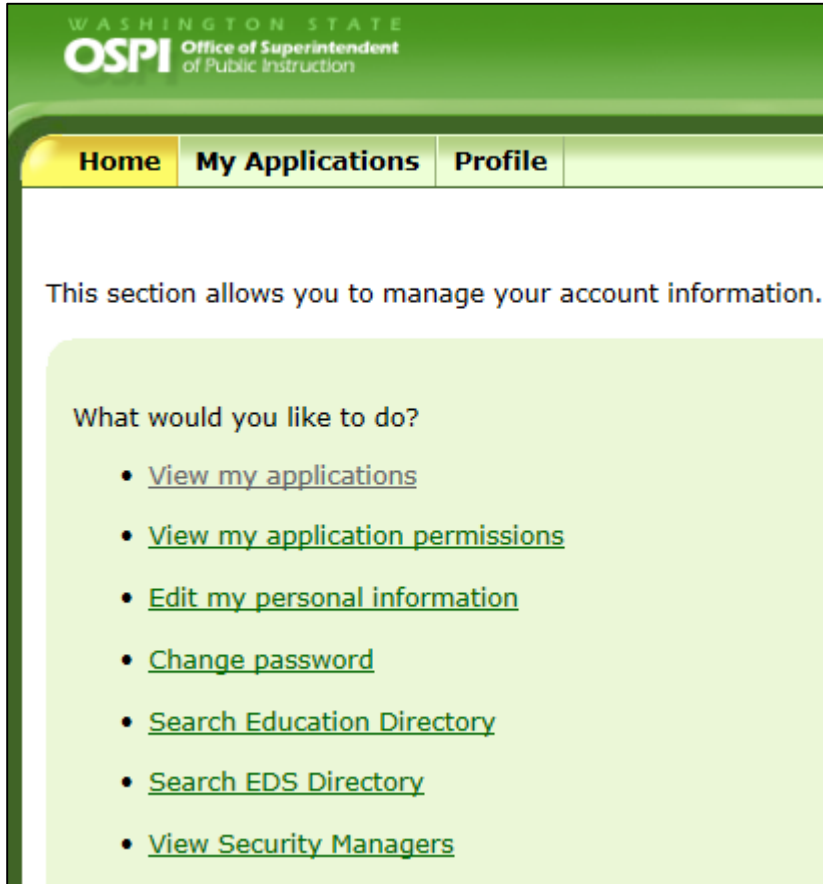 WASHINGTON STATE
OSPI Office of Superintendent
of Public Instruction
Home My Applications Profile
This section allows you to manage your account information.
What would you like to do?
• View my applications
• View my application permissions
• Edit my personal information
• Change password
• Search Education Directory
• Search EDS Directory
• View Security Managers